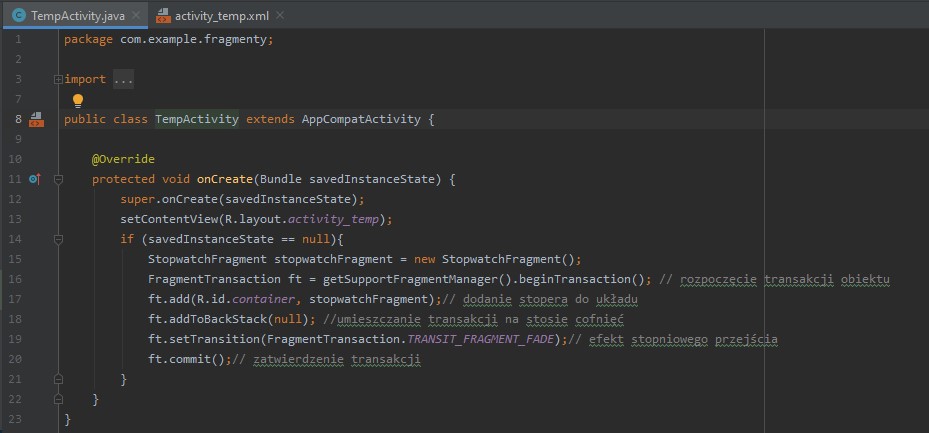 TempActivity.java activity_temp.xml
1 package com.example.fragmenty;
2
3 import ...
7
8 public class TempActivity extends AppCompatActivity {
9
10 @Override
11 protected void onCreate(Bundle savedInstanceState) {
12 super.onCreate(savedInstanceState);
13 setContentView(R.layout.activity_temp);
14 if (savedInstanceState == null){
15 StopwatchFragment stopwatchFragment = new StopwatchFragment();
16 FragmentTransaction ft = getSupportFragmentManager().beginTransaction(); // rozpoczęcie transakcji obiektu
17 ft.add(R.id.container, stopwatchFragment);// dodanie stopera do układu
18 ft.addToBackStack(null); //umieszczanie transakcji na stosie cofnięć
19 ft.setTransition(FragmentTransaction.TRANSIT_FRAGMENT_FADE);// efekt stopniowego przejścia
20 ft.commit();// zatwierdzenie transakcji
21 }
22 }
23 }